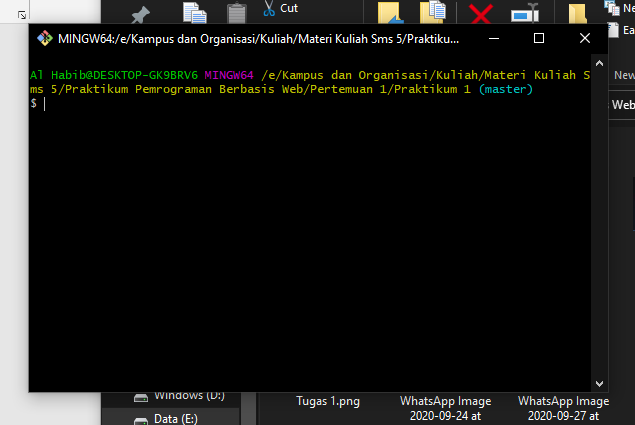 Cut
MINGW64:/e/Kampus dan Organisasi/Kuliah/Materi Kuliah Sms 5/Praktiku...
Al Habib@DESKTOP-GK9BRV6 MINGW64 /e/Kampus dan Organisasi/Kuliah/Materi Kuliah S
ms 5/Praktikum Pemrograman Berbasis Web/Pertemuan 1/Praktikum 1 (master)
$
New
Ea
New
Web
Windows (D:)
Data (E:)
Tugas 1.png
WhatsApp Image
2020-09-24 at
WhatsApp Image
2020-09-27 at